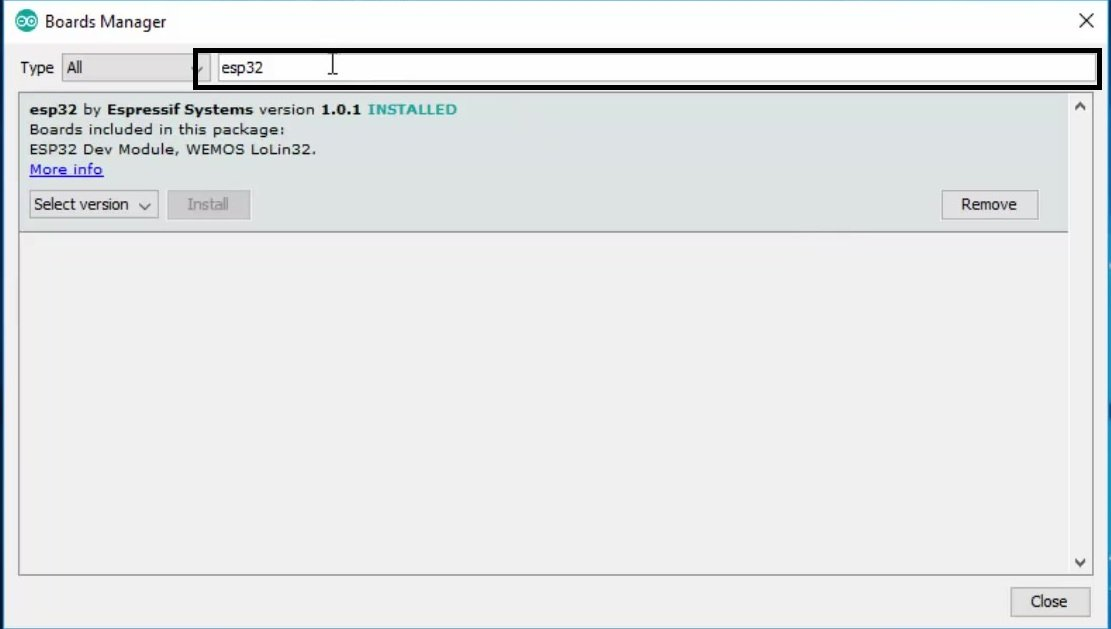 Boards Manager
Type All esp32
esp32 by Espressif Systems version 1.0.1 INSTALLED
Boards included in this package:
ESP32 Dev Module, WEMOS LoLin32.
More info
Select version Install Remove
Close